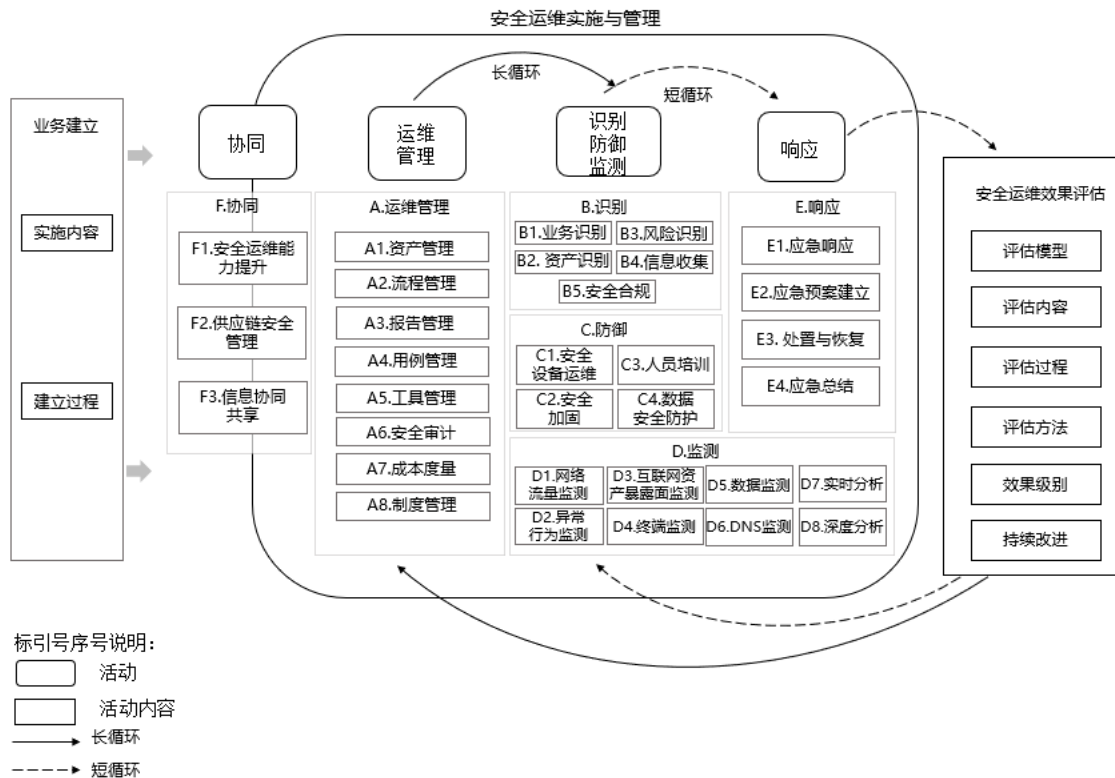 安全运维实施与管理
长循环
短循环
业务建立
实施内容
建立过程
协同
运维
管理
识别
防御
监测
响应
F.协同
F1.安全运维能
力提升
F2.供应链安全
管理
F3.信息协同
共享
A.运维管理
A1.资产管理
A2.流程管理
A3.报告管理
A4.用例管理
A5.工具管理
A6.安全审计
A7.成本度量
A8.制度管理
B.识别
B1.业务识别
B3.风险识别
B2. 资产识别
B4.信息收集
B5.安全合规
C.防御
C1.安全
设备运维
C3.人员培训
C2.安全
加固
C4.数据
安全防护
D.监测
D1.网络
流量监测
D3.互联网资
产暴露面监测
D5.数据监测
D7.实时分析
D2.异常
行为监测
D4.终端监测
D6.DNS监测
D8.深度分析
E.响应
E1.应急响应
E2.应急预案建立
E3. 处置与恢复
E4.应急总结
安全运维效果评估
评估模型
评估内容
评估过程
评估方法
效果级别
持续改进
标引号序号说明：
活动
活动内容
长循环
短循环